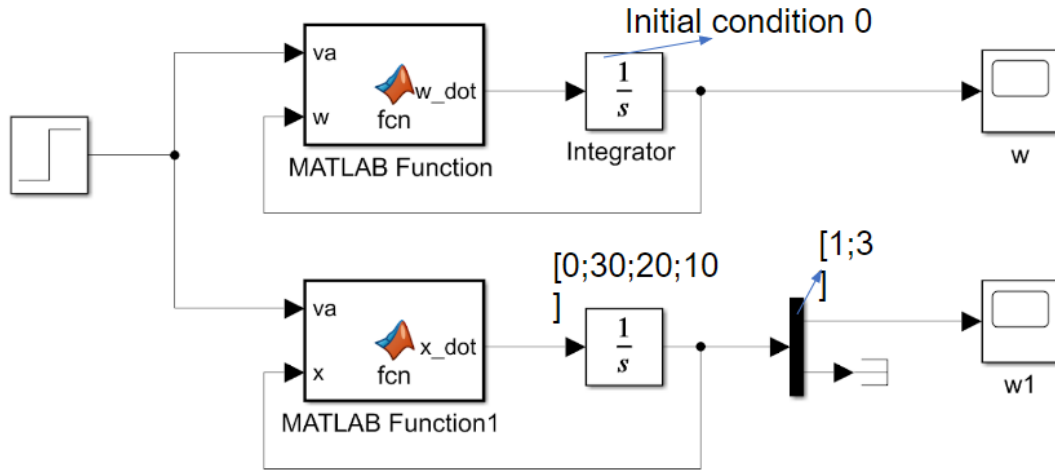 Initial condition 0
va
w_dot
w
fcn
MATLAB Function
1
s
Integrator
w
[0;30;20;10
]
[1;3
]
va
x_dot
x
fcn
MATLAB Function1
1
s
w1